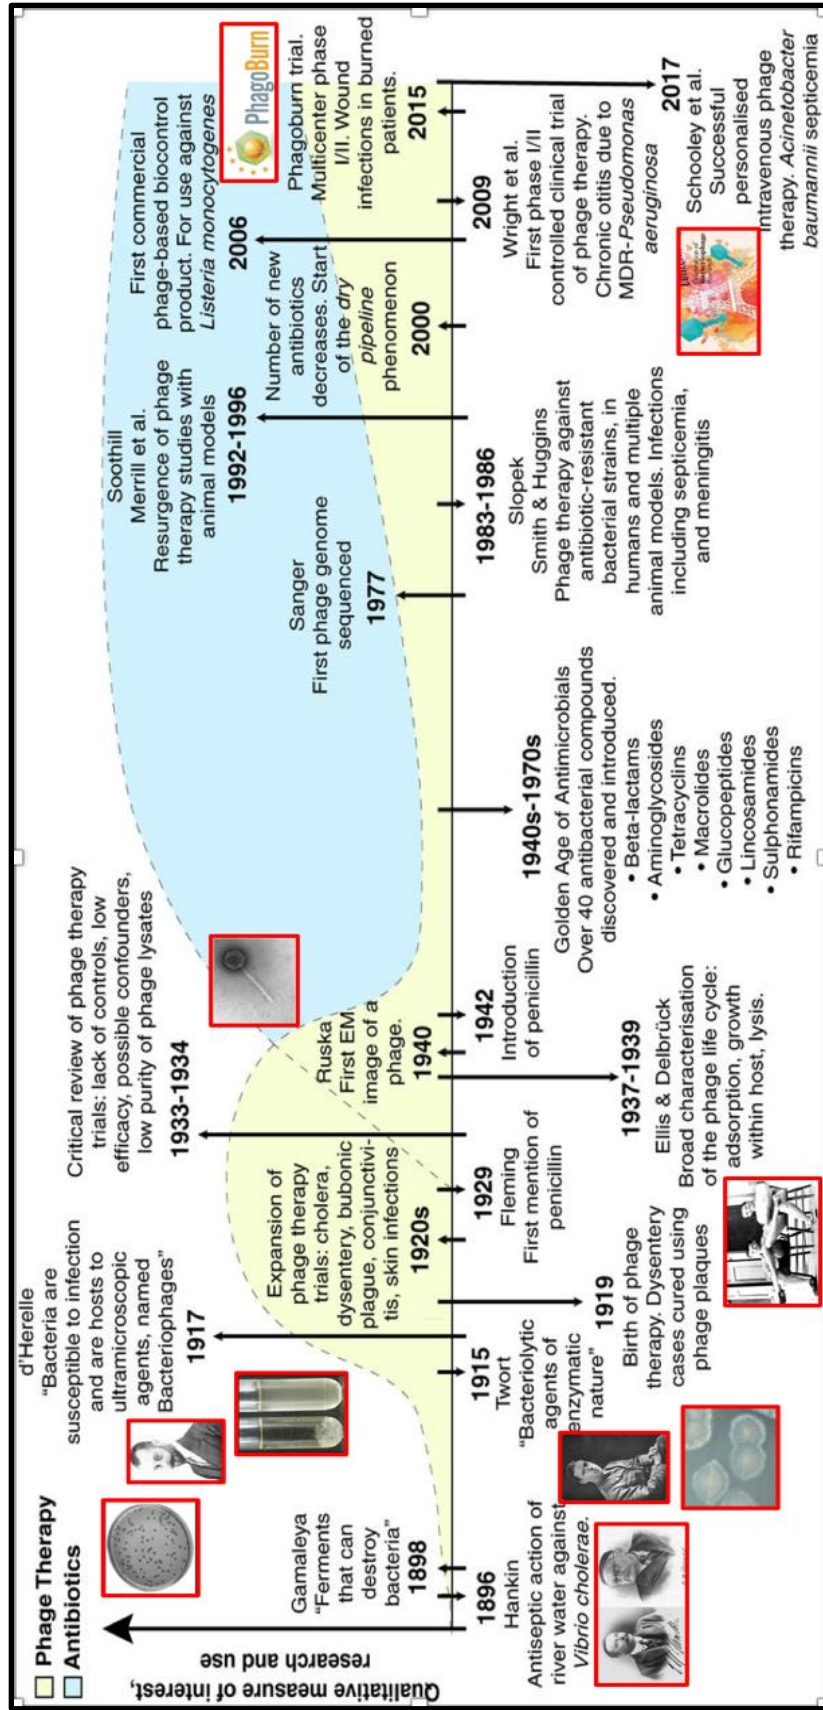 Phage Therapy
Antibiotics
Qualitative measure of interest,
research and use
1896
Hankin
Antiseptic action of
river water against
Vibrio cholerae.
Gamaleya
“Ferments
that can
destroy
bacteria”
1898
1915
Twort
“Bacteriolytic
agents of
enzymatic
nature”
d’Herelle
“Bacteria are
susceptible to infection
and are hosts to
ultramicroscopic
agents, named
Bacteriophages”
1917
1919
Birth of phage
therapy. Dysentery
cases cured using
phage plaques
Expansion of
phage therapy
trials: cholera,
dysentery, bubonic
plague, conjunctivi-
tis, skin infections
1920s
1929
Fleming
First mention of
penicillin
Critical review of phage therapy
trials: lack of controls, low
efficacy, possible confounders,
low purity of phage lysates
1933-1934
1937-1939
Ellis & Delbrück
Broad characterisation
of the phage life cycle:
adsorption, growth
within host, lysis.
Ruska
First EM
image of a
phage.
1940
1942
Introduction
of penicillin
1940s-1970s
Golden Age of Antimicrobials
Over 40 antibacterial compounds
discovered and introduced.
• Beta-lactams
• Aminoglycosides
• Tetracyclins
• Macrolides
• Glucopeptides
• Lincosamides
• Sulphonamides
• Rifampicins
Sanger
First phage genome
sequenced
1977
1983-1986
Slopek
Smith & Huggins
Phage therapy against
antibiotic-resistant
bacterial strains, in
humans and multiple
animal models. Infections
including septicemia,
and meningitis
Soothill
Merrill et al.
Resurgence of phage
therapy studies with
animal models
1992-1996
Number of new
antibiotics
decreases. Start
of the dry
pipeline
phenomenon
2000
First commercial
phage-based biocontrol
product. For use against
Listeria monocytogenes
2006
2009
Wright et al.
First phase I/II
controlled clinical trial
of phage therapy.
Chronic otitis due to
MDR-Pseudomonas
aeruginosa
PhagoBurn
Phagoburn trial.
Multicenter phase
I/II. Wound
infections in burned
patients.
2015
2017
Schooley et al.
Successful
personalised
Intravenous phage
therapy. Acinetobacter
baumannii septicemia